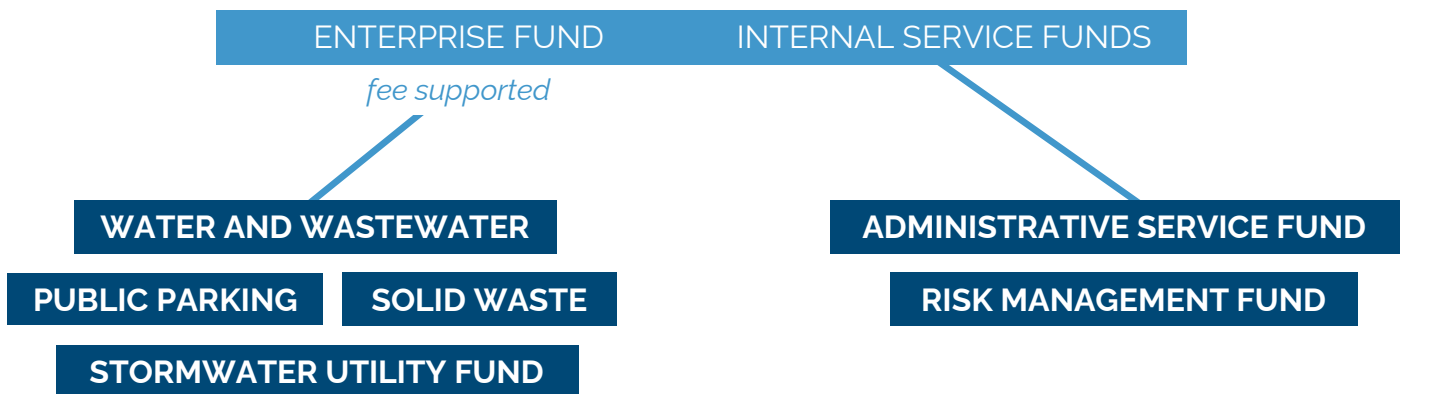 ENTERPRISE FUND
INTERNAL SERVICE FUNDS
fee supported
WATER AND WASTEWATER
PUBLIC PARKING
SOLID WASTE
STORMWATER UTILITY FUND
ADMINISTRATIVE SERVICE FUND
RISK MANAGEMENT FUND